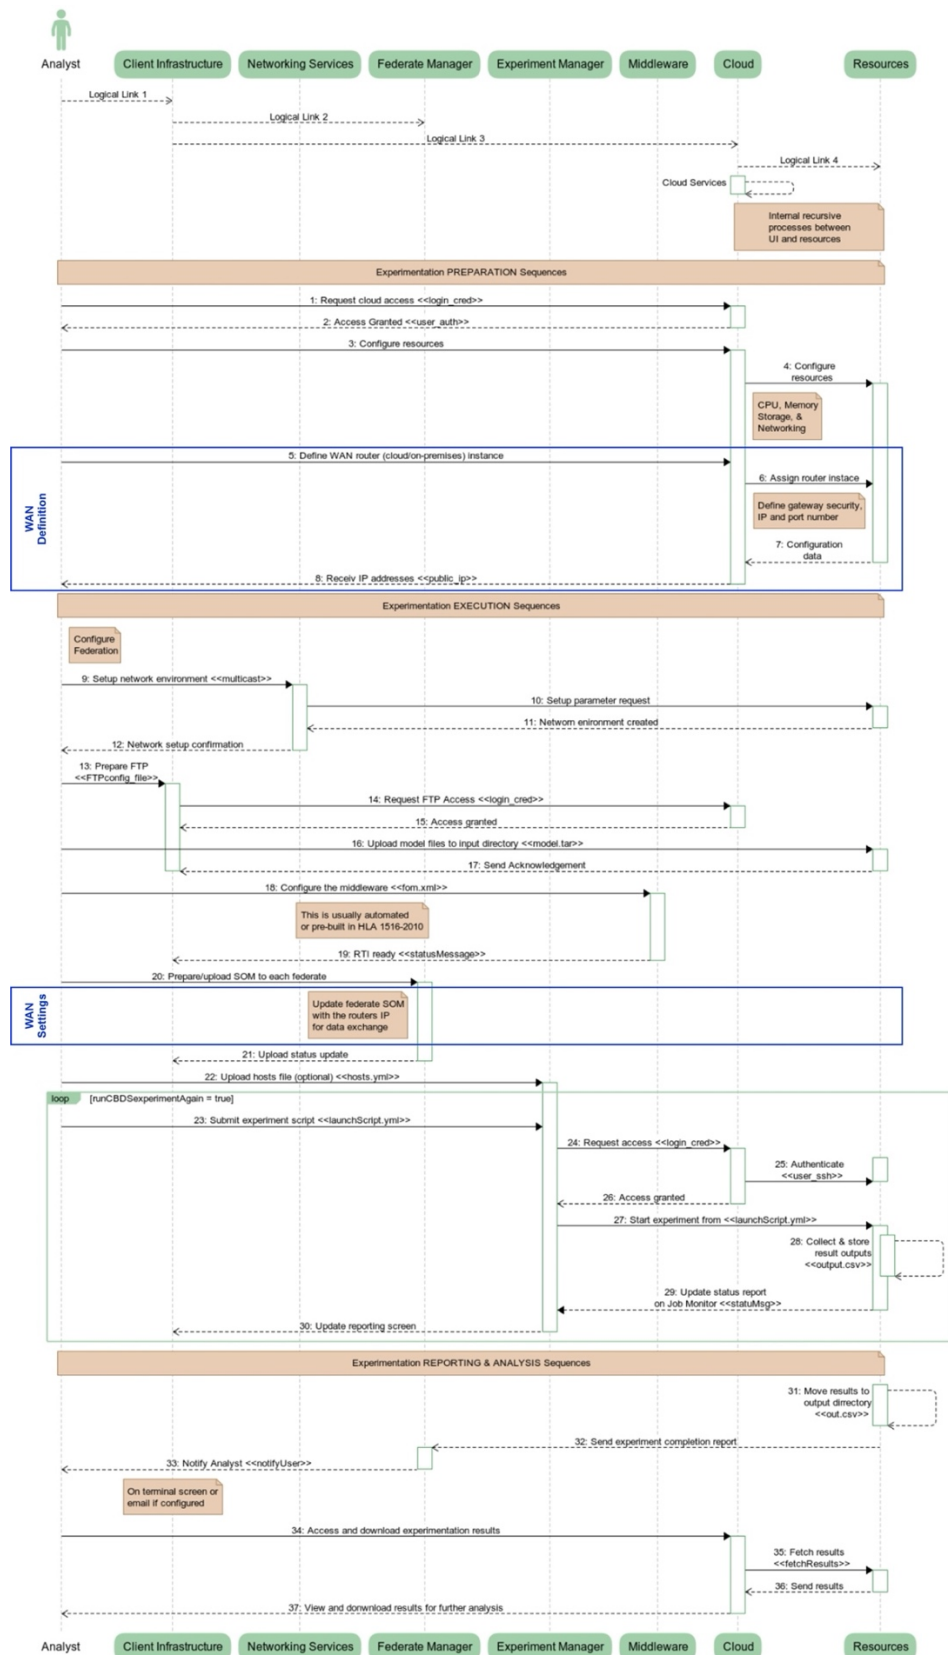 Analyst
Client Infrastructure
Networking Services
Federate Manager
Experiment Manager
Middleware
Cloud
Resources
Logical Link 1
Logical Link 2
Logical Link 3
Logical Link 4
Cloud Services
Internal recursive
processes between
UI and resources
Experimentation PREPARATION Sequences
1: Request cloud access <<login_cred>>
2: Access Granted <<user_auth>>
3: Configure resources
4: Configure
resources
CPU, Memory
Storage, &
Networking
WAN
Definition
5: Define WAN router (cloud/on-premises) instance
6: Assign router instace
Define gateway security,
IP and port number
7: Configuration
data
8: Receiv IP addresses <<public_ip>>
Experimentation EXECUTION Sequences
Configure
Federation
9: Setup network environment <<multicast>>
10: Setup parameter request
11: Networn enironment created
12: Network setup confirmation
13: Prepare FTP
<<FTPconfig_file>>
14: Request FTP Access <<login_cred>>
15: Access granted
16: Upload model files to input directory <<model.tar>>
17: Send Acknowledgement
18: Configure the middleware <<fom.xml>>
This is usually automated
or pre-built in HLA 1516-2010
19: RTI ready <<statusMessage>>
20: Prepare/upload SOM to each federate
WAN
Settings
Update federate SOM
with the routers IP
for data exchange
21: Upload status update
22: Upload hosts file (optional) <<hosts.yml>>
loop
[runCBDSexperimentAgain = true]
23: Submit experiment script <<launchScript.yml>>
24: Request access <<login_cred>>
25: Authenticate
<<user_ssh>>
26: Access granted
27: Start experiment from <<launchScript.yml>>
28: Collect & store
result outputs
<<output.csv>>
29: Update status report
on Job Monitor <<statuMsg>>
30: Update reporting screen
Experimentation REPORTING & ANALYSIS Sequences
31: Move results to
output dirrectory
<<out.csv>>
32: Send experiment completion report
33: Notify Analyst <<notifyUser>>
On terminal screen or
email if configured
34: Access and download experimentation results
35: Fetch results
<<fetchResults>>
36: Send results
37: View and donwnload results for further analysis
Analyst
Client Infrastructure
Networking Services
Federate Manager
Experiment Manager
Middleware
Cloud
Resources